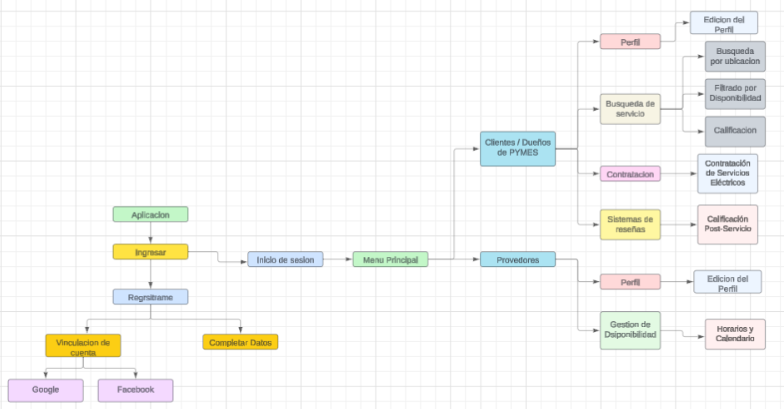 Edicion del
Perfil
Perfil
Busqueda
por ubicacion
Filtrado por
Disponibilidad
Busqueda de
servicio
Calificacion
Clientes / Dueños
de PYMES
Contratación
de Servicios
Eléctricos
Contratacion
Aplicacion
Sistemas de
reseñas
Calificación
Post-Servicio
Ingresar
Inicio de sesion
Menu Principal
Provedores
Perfil
Edicion del
Perfil
Regrsitrame
Gestion de
Dsiponibilidad
Horarios y
Calendario
Vinculacion de
cuenta
Completar Datos
Google
Facebook